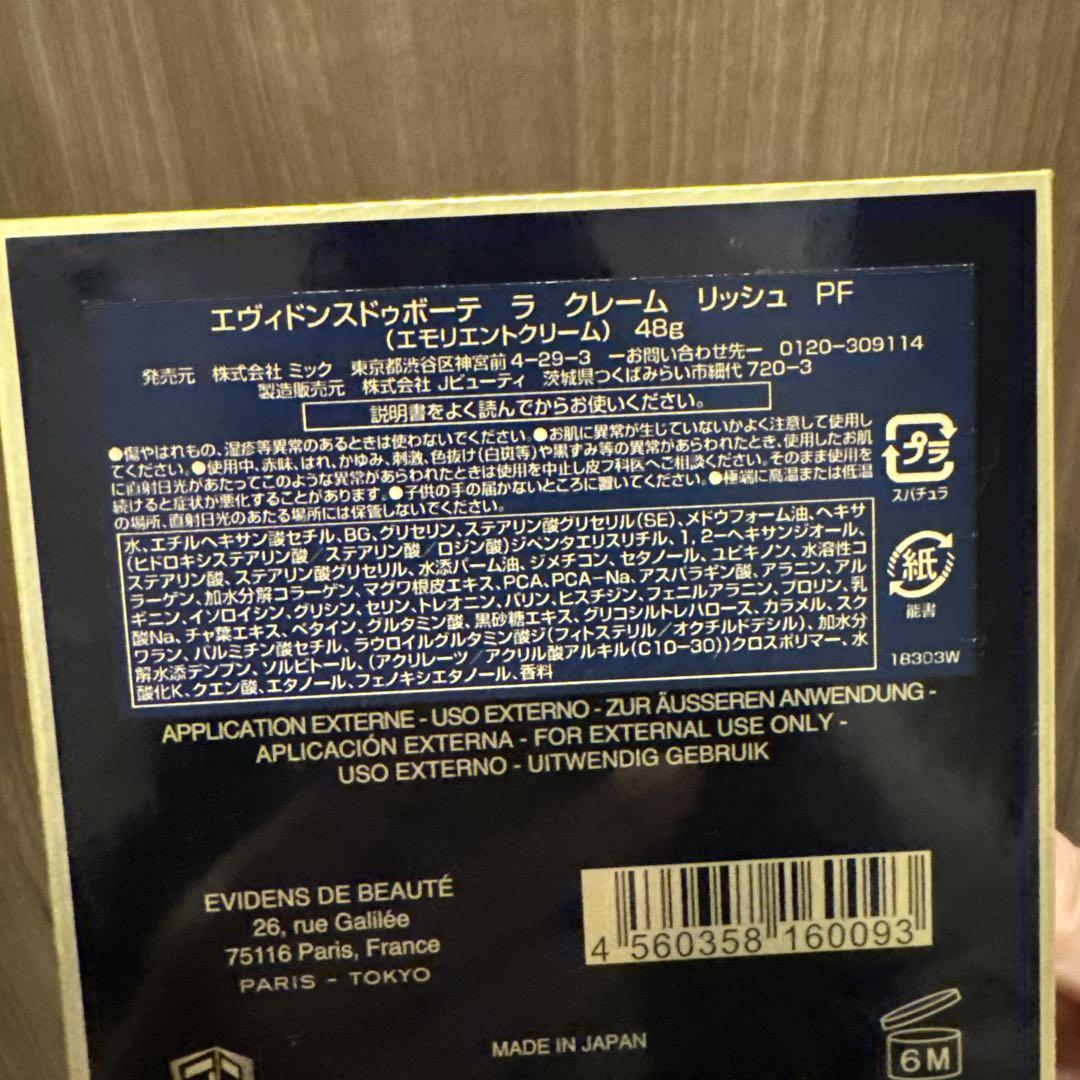 エヴィドンスドゥボーテ ラ クレーム リッシュ PF
(エモリエントクリーム) 48g
発売元 株式会社 ミック 東京都渋谷区神宮前 4-29-3 ーお問い合わせ先ー 0120-309114
製造販売元 株式会社 Jビューティ 茨城県つくばみらい市細代 720-3
説明書をよく読んでからお使いください。
●傷やはれもの、湿疹等異常のあるときは使わないでください。●お肌に異常が生じていないかよく注意して使用し
てください。●使用中、赤味、はれ、かゆみ、刺激、色抜け(白斑等)や黒ずみ等の異常があらわれたとき、使用したお肌
に直射日光があたってこのような異常があらわれたときは使用を中止し皮フ科医へご相談ください。そのまま使用を
続けると症状が悪化することがあります。●子供の手の届かないところに置いてください。●極端に高温または低温
の場所、直射日光のあたる場所には保管しないでください。
プラ
スパチュラ
水、エチルヘキサン酸セチル、BG、グリセリン、ステアリン酸グリセリル(SE)、メドウフォーム油、ヘキサ
(ヒドロキシステアリン酸/ステアリン酸/ロジン酸)ジペンタエリスリチル、1,2-ヘキサンジオール、
ステアリン酸、ステアリン酸グリセリル、水添パーム油、ジメチコン、セタノール、ユビキノン、水溶性コ
ラーゲン、加水分解コラーゲン、マグワ根皮エキス、PCA、PCA-Na、アスパラギン酸、アラニン、アル
ギニン、イソロイシン、グリシン、セリン、トレオニン、バリン、ヒスチジン、フェニルアラニン、プロリン、乳
酸Na、チャ葉エキス、ベタイン、グルタミン酸、黒砂糖エキス、グリコシルトレハロース、カラメル、スク
ワラン、パルミチン酸セチル、ラウロイルグルタミン酸ジ(フィトステリル/オクチルドデシル)、加水分
解水添デンプン、ソルビトール、(アクリレーツ/アクリル酸アルキル(C10-30))クロスポリマー、水
酸化K、クエン酸、エタノール、フェノキシエタノール、香料
紙
能書
18303W
APPLICATION EXTERNE - USO EXTERNO - ZUR ÄUSSEREN ANWENDUNG -
APLICACIÓN EXTERNA - FOR EXTERNAL USE ONLY -
USO EXTERNO - UITWENDIG GEBRUIK
EVIDENS DE BEAUTÉ
26, rue Galilée
75116 Paris, France
PARIS - TOKYO
4 560358 160093
MADE IN JAPAN
6M